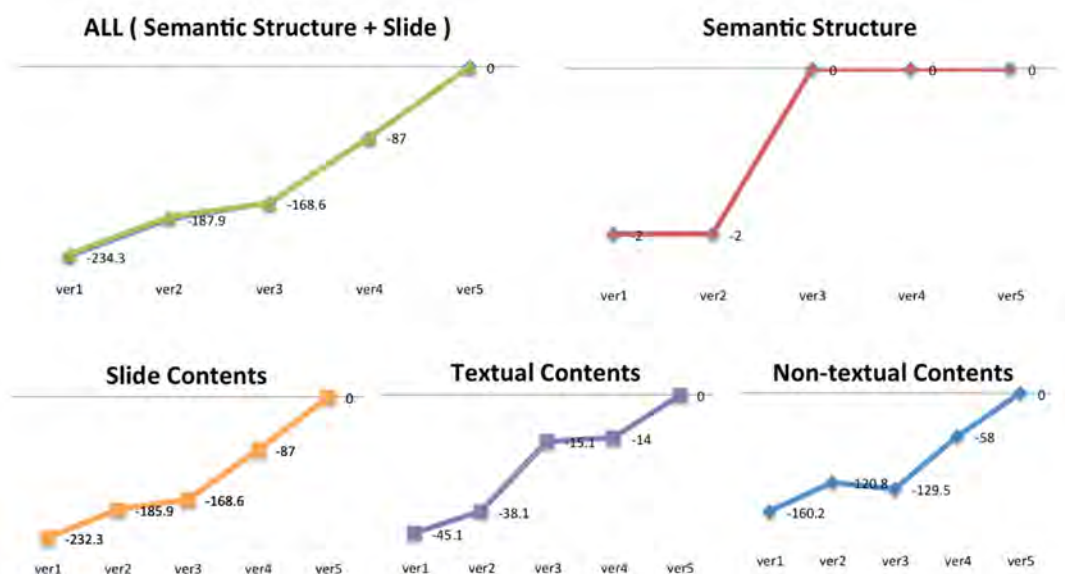 ALL ( Semantic Structure + Slide )
0
-87
-168.6
-187.9
-234.3
ver1 ver2 ver3 ver4 ver5
Semantic Structure
0 0 0
-2 -2
ver1 ver2 ver3 ver4 ver5
Slide Contents
0
-87
-168.6
-185.9
-232.3
ver1 ver2 ver3 ver4 ver5
Textual Contents
0
-15.1 -14
-38.1
-45.1
ver1 ver2 ver3 ver4 ver5
Non-textual Contents
0
-58
-120.8 -129.5
-160.2
ver1 ver2 ver3 ver4 ver5